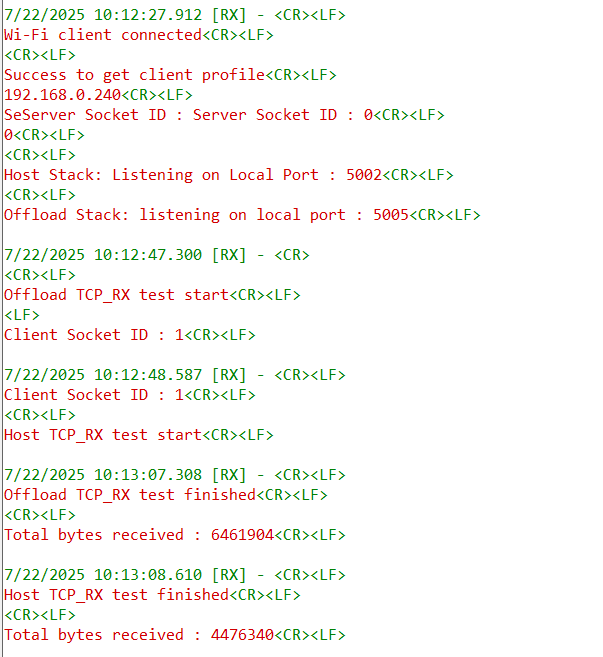 7/22/2025 10:12:27.912 [RX] - <CR><LF>
Wi-Fi client connected<CR><LF>
<CR><LF>
Success to get client profile<CR><LF>
192.168.0.240<CR><LF>
SeServer Socket ID : Server Socket ID : 0<CR><LF>
0<CR><LF>
<CR><LF>
Host Stack: Listening on Local Port : 5002<CR><LF>
<CR><LF>
Offload Stack: listening on local port : 5005<CR><LF>
7/22/2025 10:12:47.300 [RX] - <CR>
<CR><LF>
Offload TCP_RX test start<CR><LF>
<LF>
Client Socket ID : 1<CR><LF>
7/22/2025 10:12:48.587 [RX] - <CR><LF>
Client Socket ID : 1<CR><LF>
<CR><LF>
Host TCP_RX test start<CR><LF>
7/22/2025 10:13:07.308 [RX] - <CR><LF>
Offload TCP_RX test finished<CR><LF>
<CR><LF>
Total bytes received : 6461904<CR><LF>
7/22/2025 10:13:08.610 [RX] - <CR><LF>
Host TCP_RX test finished<CR><LF>
<CR><LF>
Total bytes received : 4476340<CR><LF>